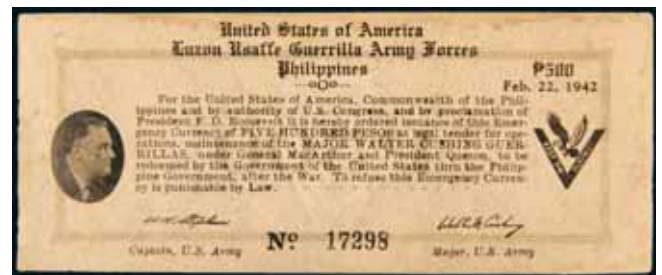 United States of America
Luzon Usaffe Guerrilla Army Forces
Philippines
—oOo—
₱500
Feb. 22, 1942
For the United States of America, Commonwealth of the Phil-
ippines and by authority of U.S. Congress, and by proclamation of
President F. D. Roosevelt it is hereby ordered issuance of this Emer-
gency Currency of FIVE HUNDRED PESOS as legal tender for ope-
rations, maintenance of the MAJOR WALTER CUSHING GUER-
RILLAS, under General MacArthur and President Quezon, to be
redeemed by the Government of the United States thru the Philip-
pine Government, after the War. To refuse this Emergency Curren-
cy is punishable by Law.
Captain, U.S. Army
Nº 17298
Major, U.S. Army